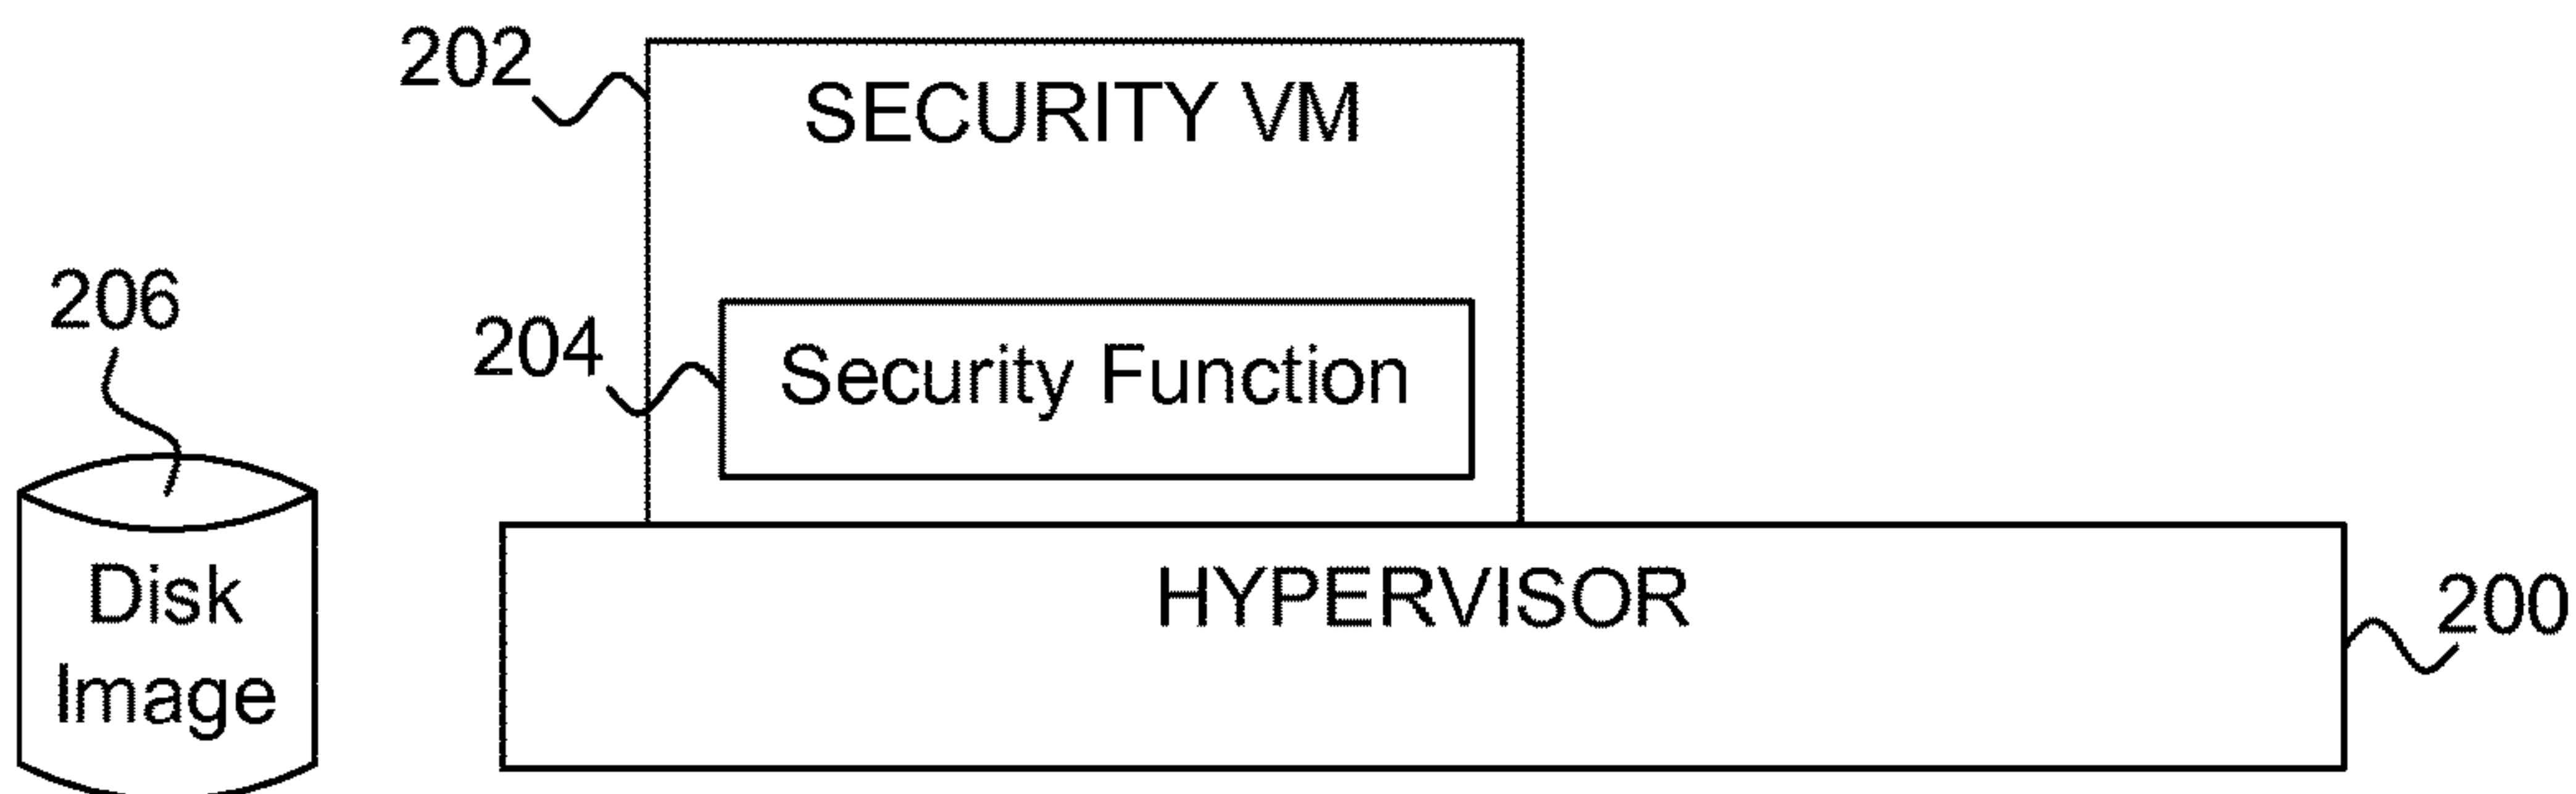 202
SECURITY VM
206
204
Security Function
Disk
Image
HYPERVISOR
200